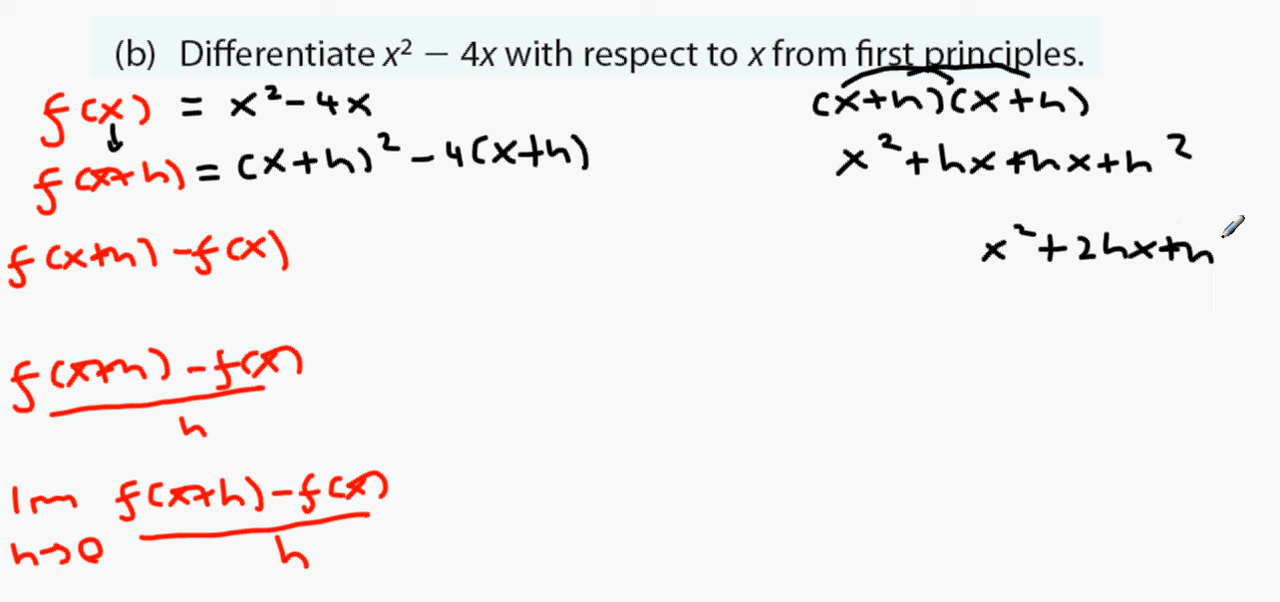 (b) Differentiate x² – 4x with respect to x from first principles.
f(x) = x² - 4x
(x+h)(x+h)
f(x+h) = (x+h)² - 4(x+h)
x² + hx + hx + h²
f(x+h) - f(x)
x² + 2hx + h
f(x+h) - f(x)
h
lim f(x+h) - f(x)
h→0 h